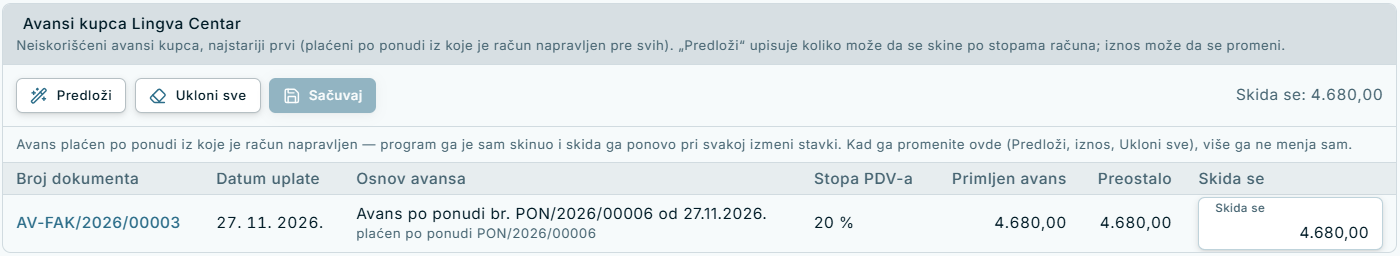 Avansi kupca Lingva Centar
Neiskorišćeni avansi kupca, najstariji prvi (plaćeni po ponudi iz koje je račun napravljen pre svih). „Predloži“ upisuje koliko može da se skine po stopama računa; iznos može da se promeni.
Predloži Ukloni sve Sačuvaj Skida se: 4.680,00
Avans plaćen po ponudi iz koje je račun napravljen — program ga je sam skinuo i skida ga ponovo pri svakoj izmeni stavki. Kad ga promenite ovde (Predloži, iznos, Ukloni sve), više ga ne menja sam.
Broj dokumenta Datum uplate Osnov avansa Stopa PDV-a Primljen avans Preostalo Skida se
AV-FAK/2026/00003 27. 11. 2026. Avans po ponudi br. PON/2026/00006 od 27.11.2026. 20 % 4.680,00 4.680,00 Skida se
plaćen po ponudi PON/2026/00006 4.680,00